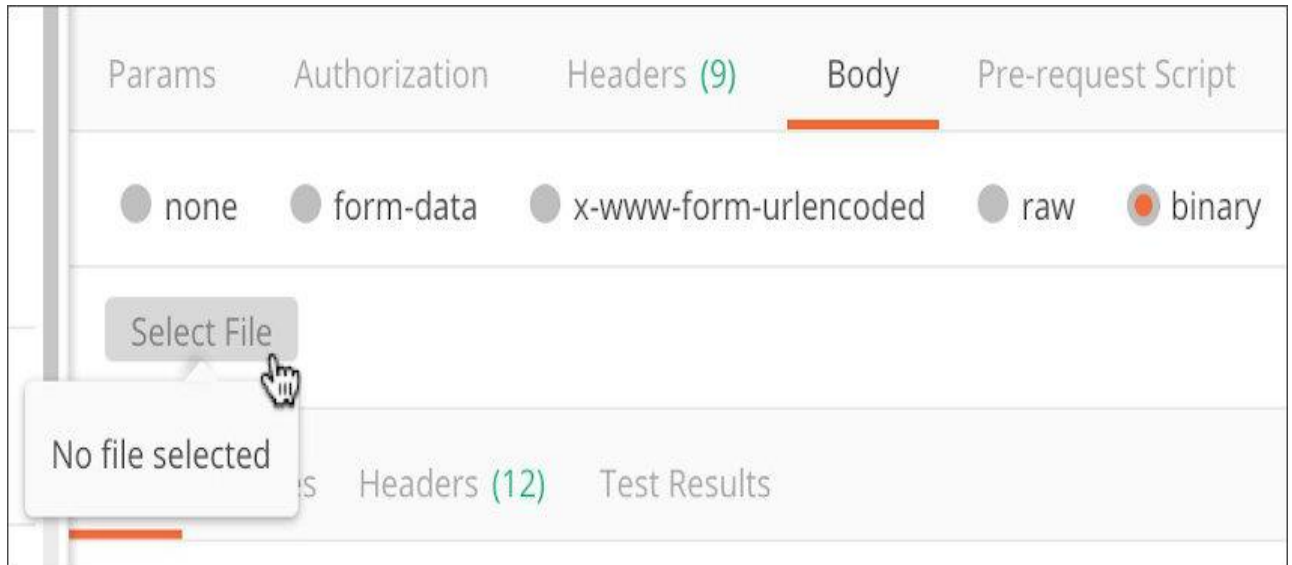 Params Authorization Headers (9) Body Pre-request Script
none form-data x-www-form-urlencoded raw binary
Select File
No file selected
Headers (12) Test Results